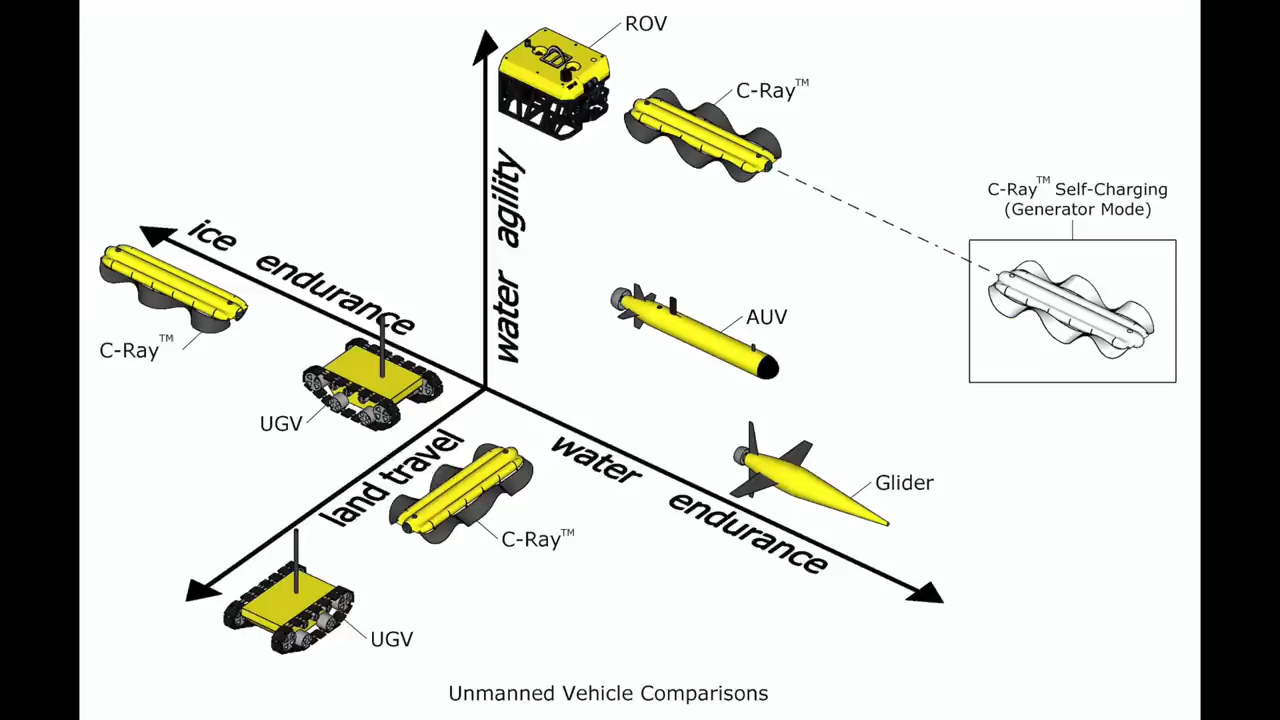 ROV
C-Ray™
C-Ray™ Self-Charging
(Generator Mode)
water agility
ice endurance
C-Ray™
AUV
UGV
land travel
water endurance
Glider
C-Ray™
UGV
Unmanned Vehicle Comparisons